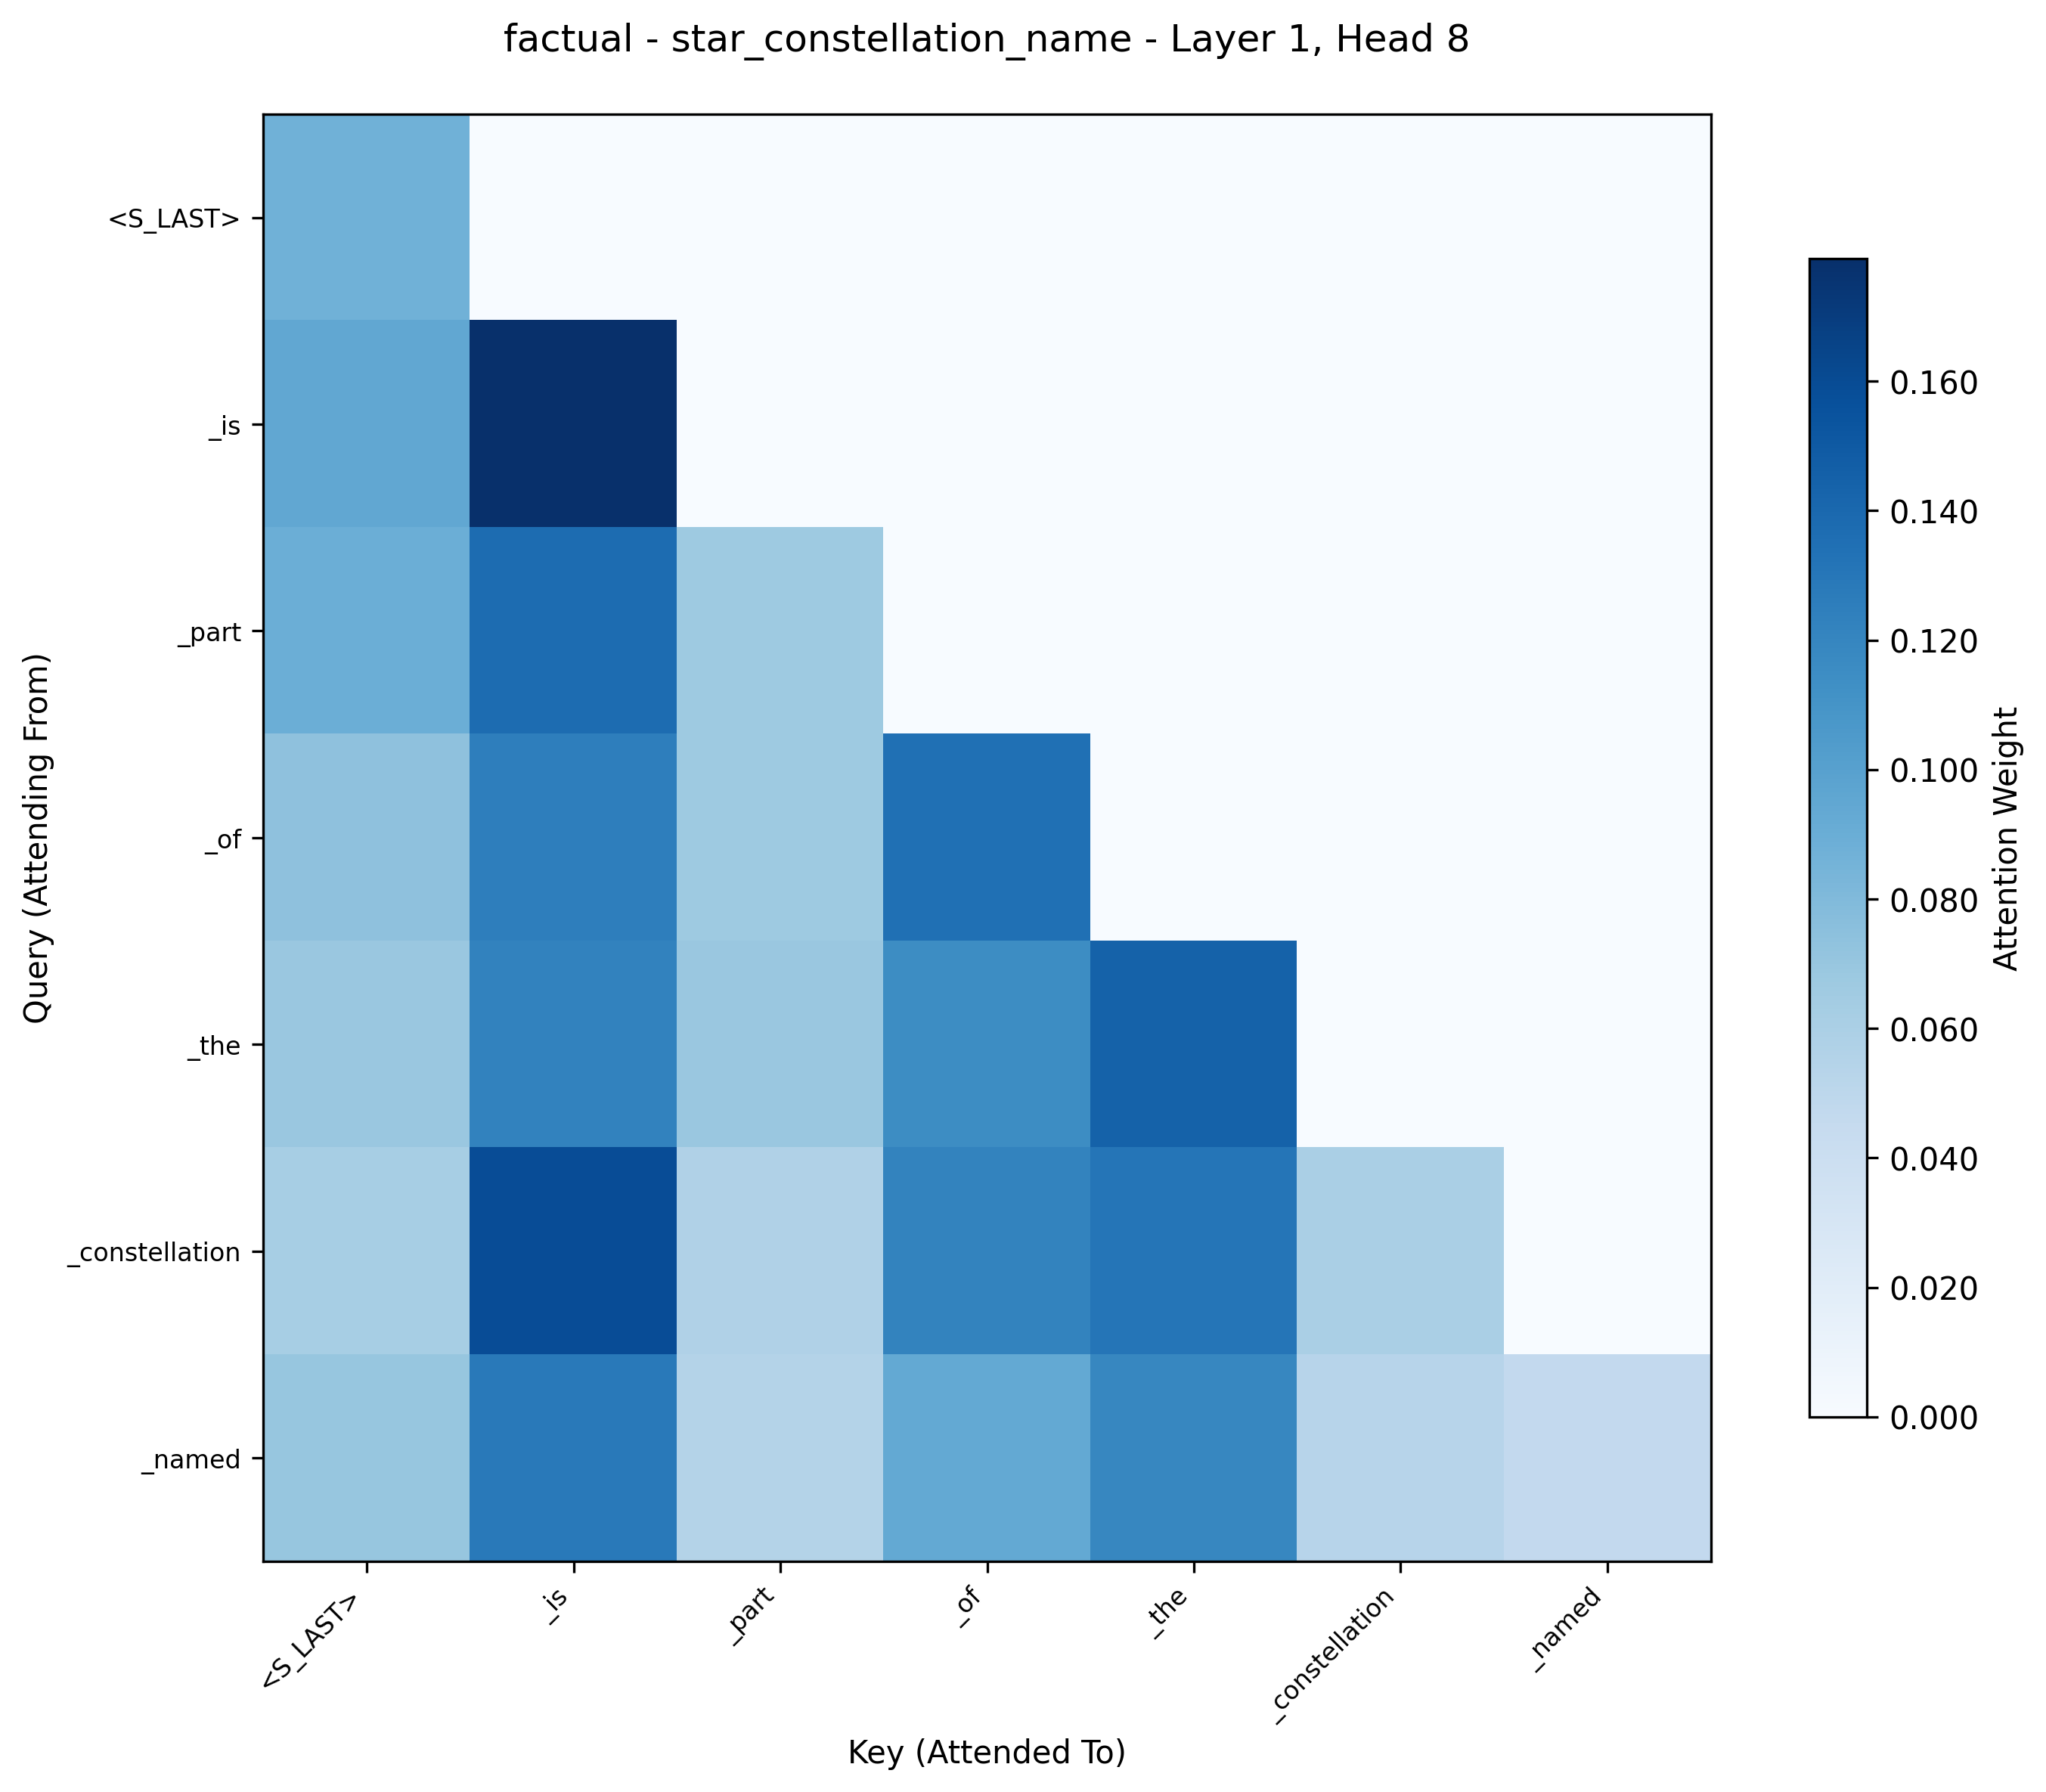 factual - star_constellation_name - Layer 1, Head 8
Query (Attending From)
<S_LAST>
_is
_part
_of
_the
_constellation
_named
<S_LAST>
_is
_part
_of
_the
_constellation
_named
Key (Attended To)
0.160
0.140
0.120
0.100
0.080
0.060
0.040
0.020
0.000
Attention Weight